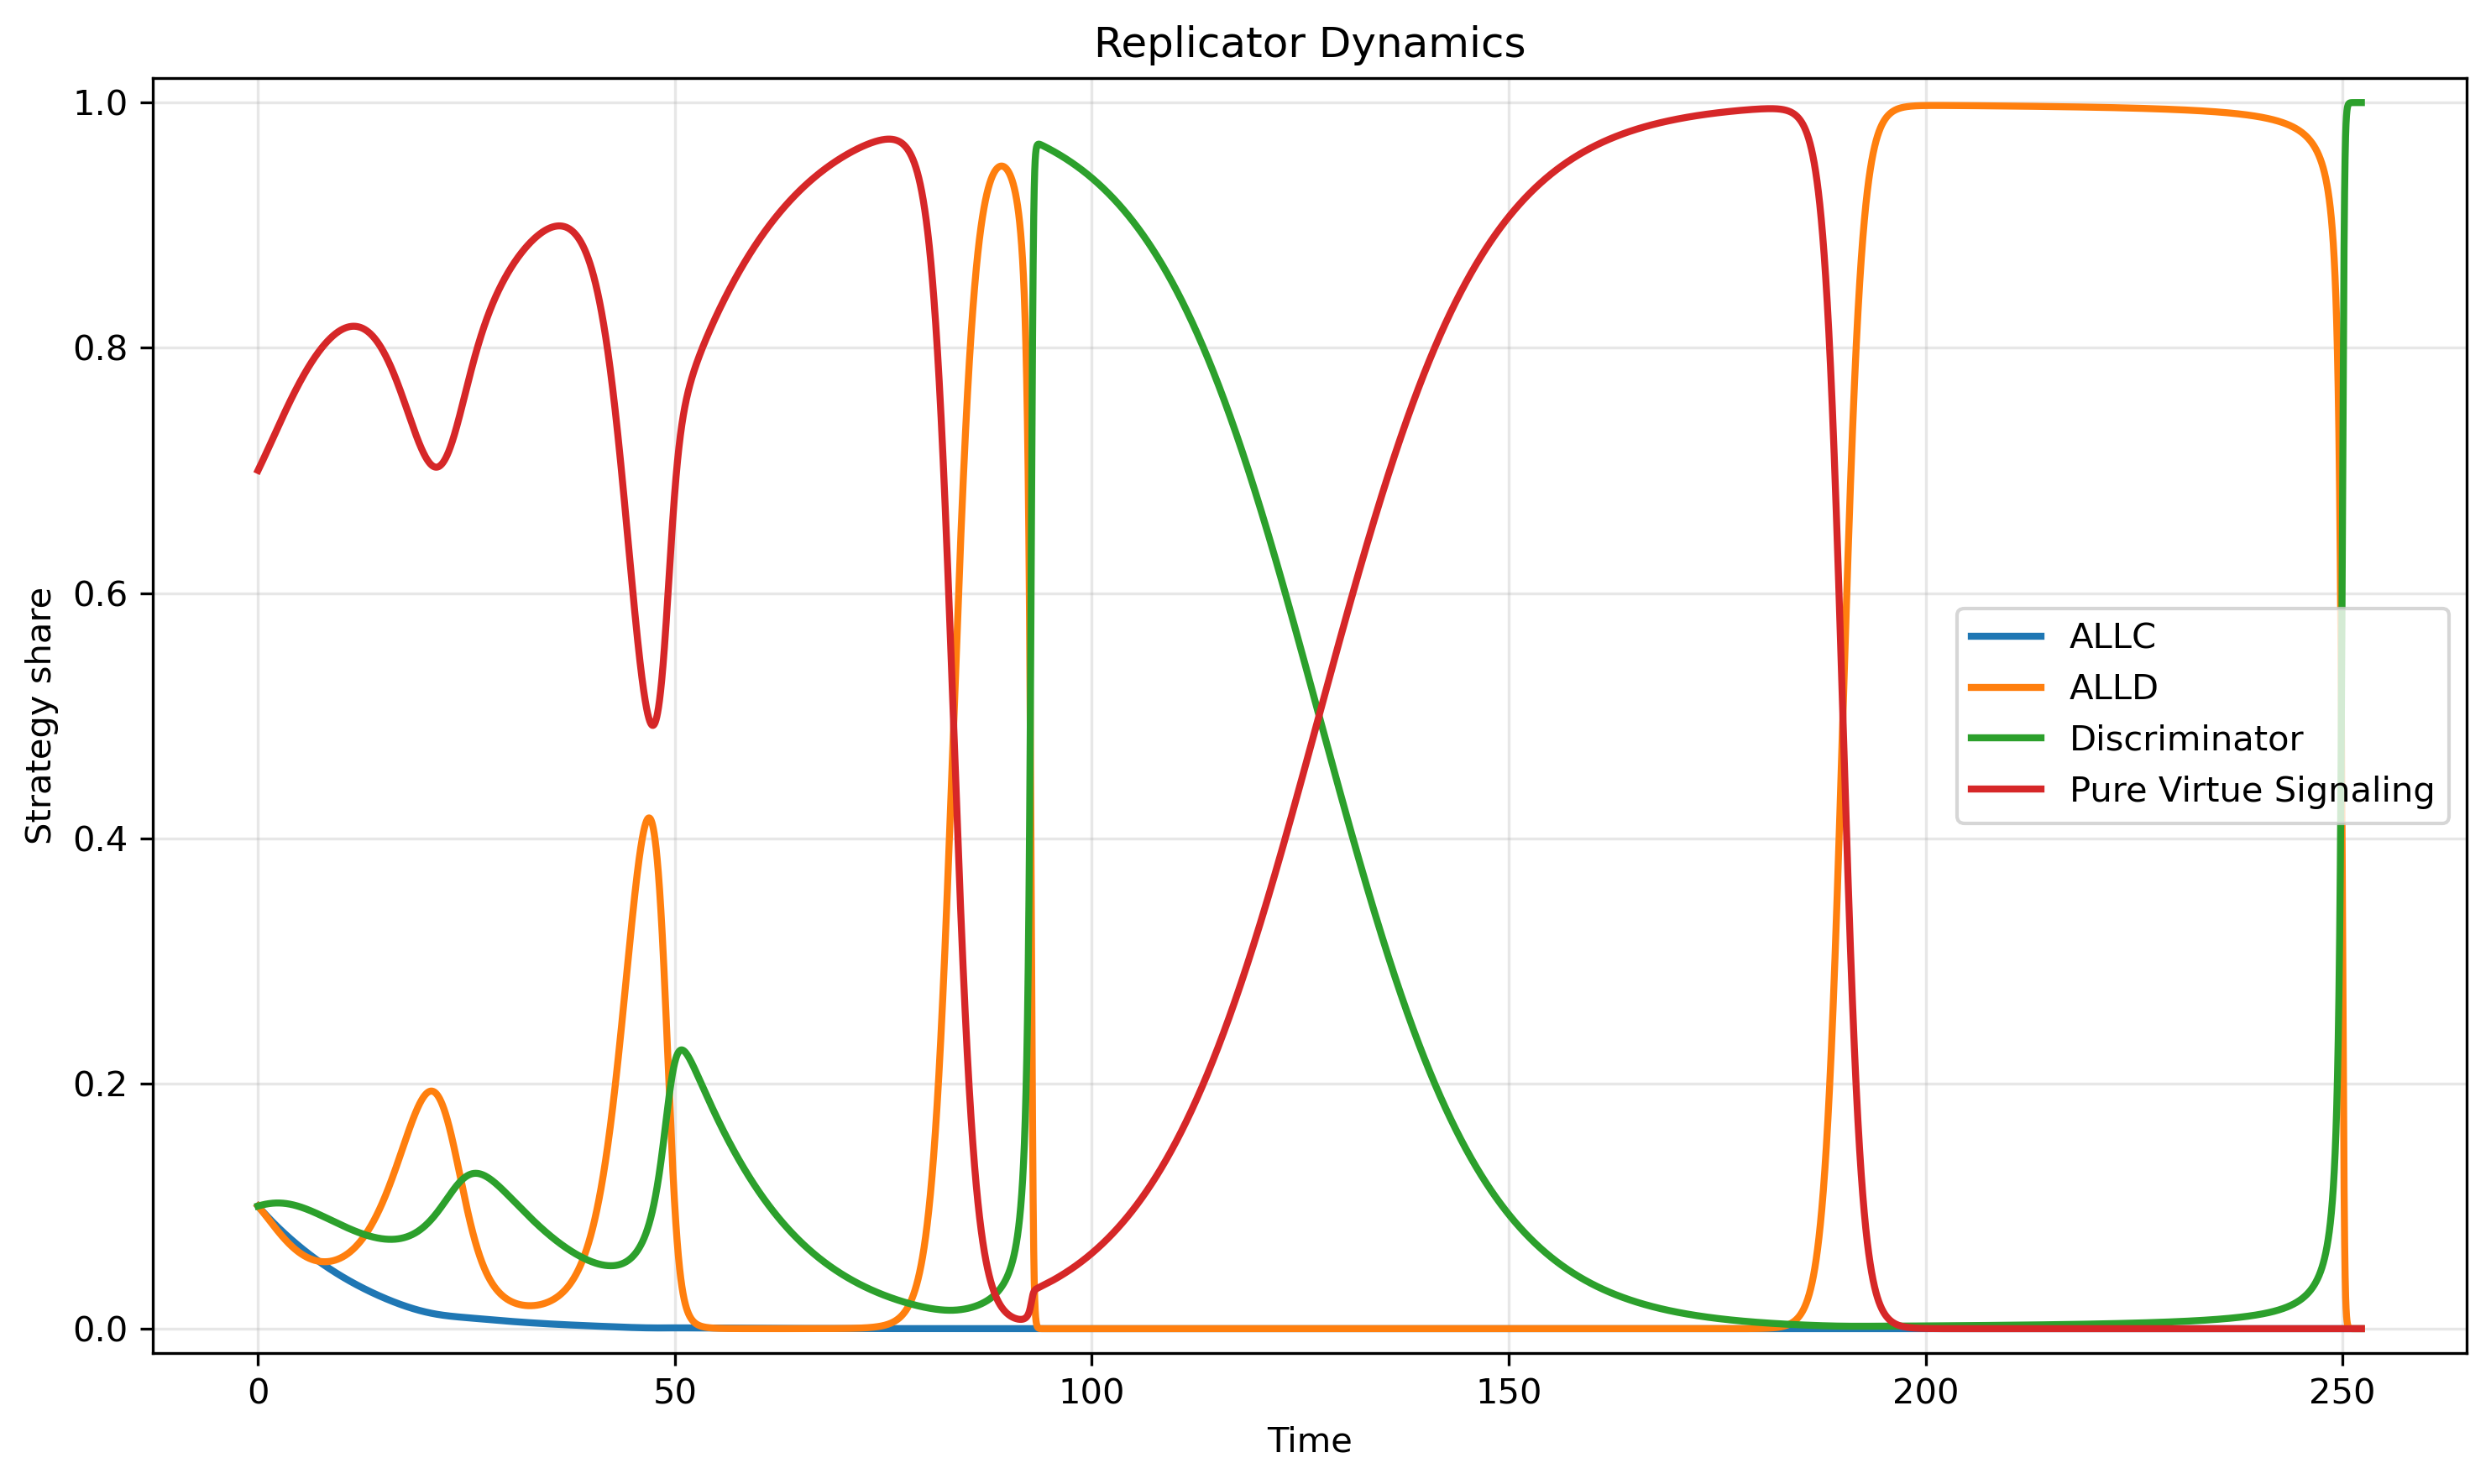 Replicator Dynamics
Strategy share
1.0
0.8
0.6
0.4
0.2
0.0
ALLC
ALLD
Discriminator
Pure Virtue Signaling
0
50
100
150
200
250
Time